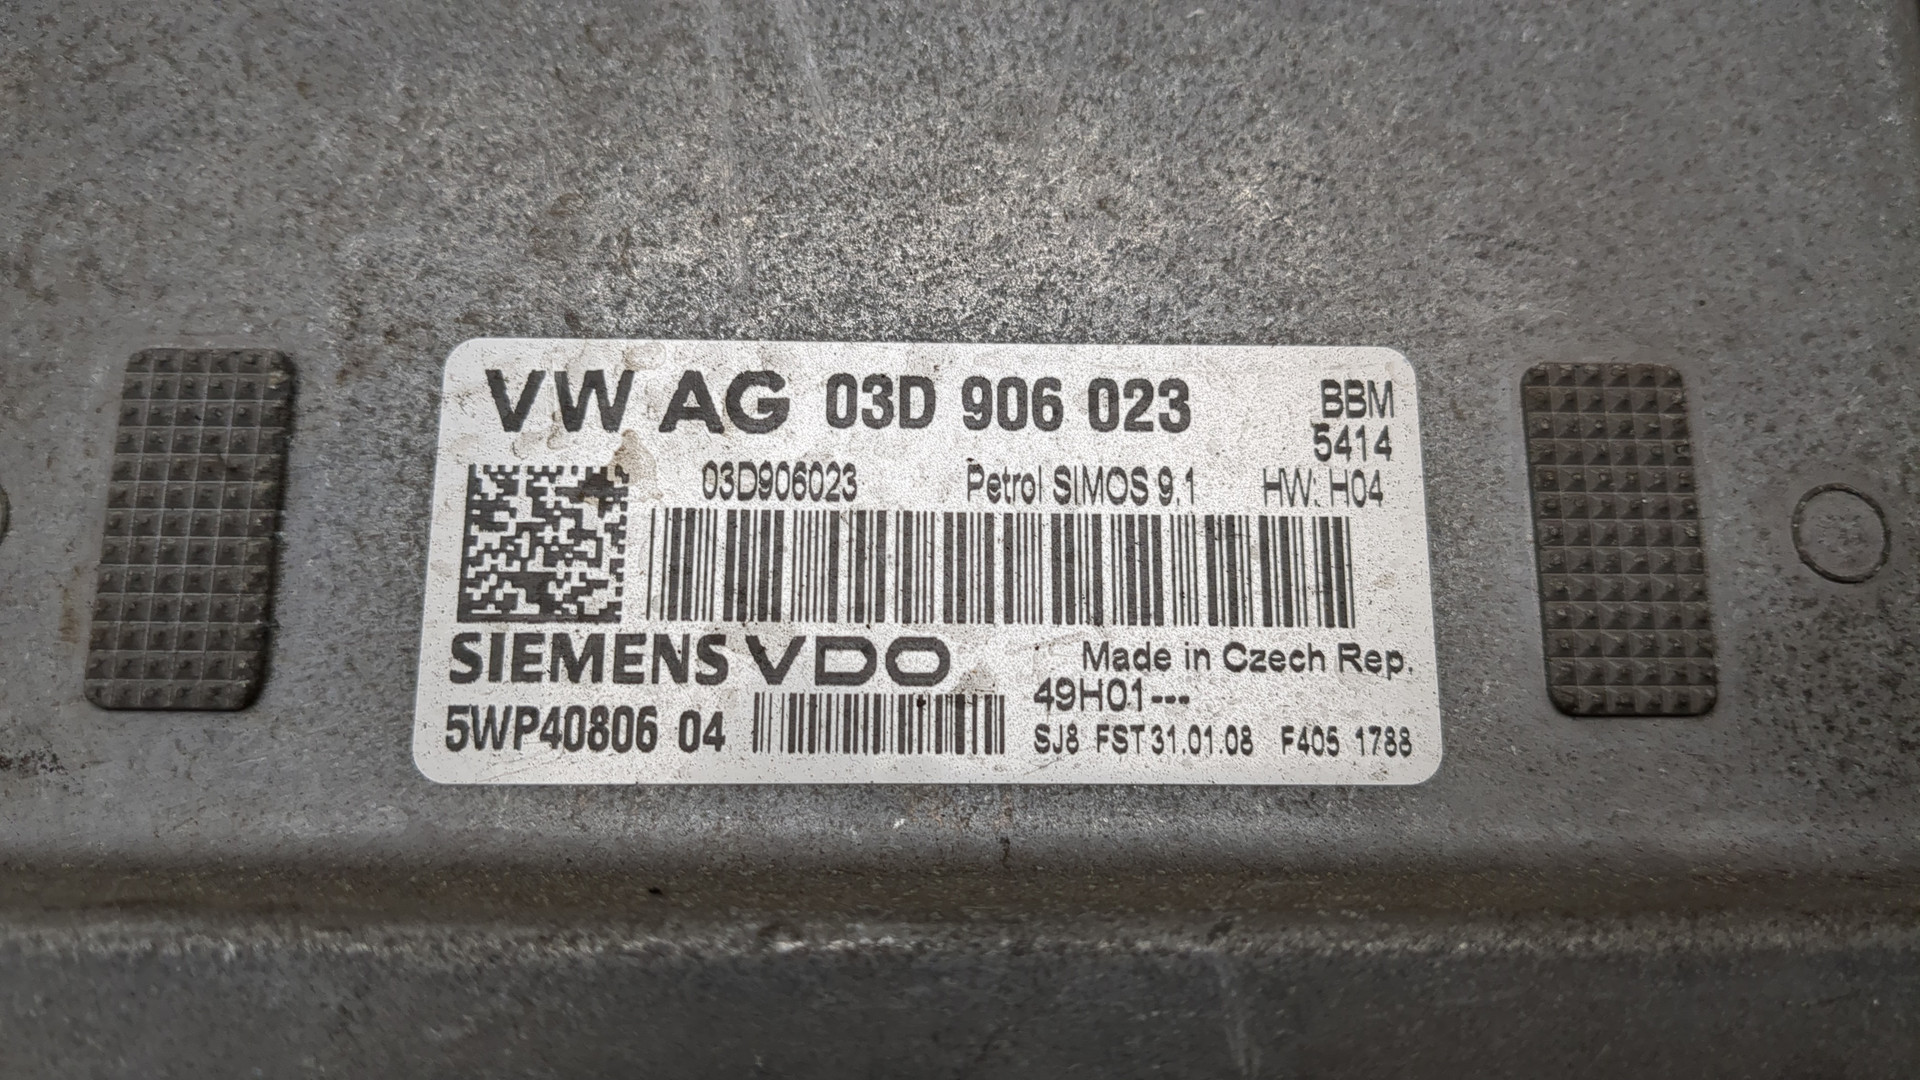 VW AG 03D 906 023 BBM
5414
03D906023 Petrol SIMOS 9.1 HW: H04
SIEMENS VDO Made in Czech Rep.
49H01---
5WP40806 04 SJ8 FST 31.01.08 F405 1788